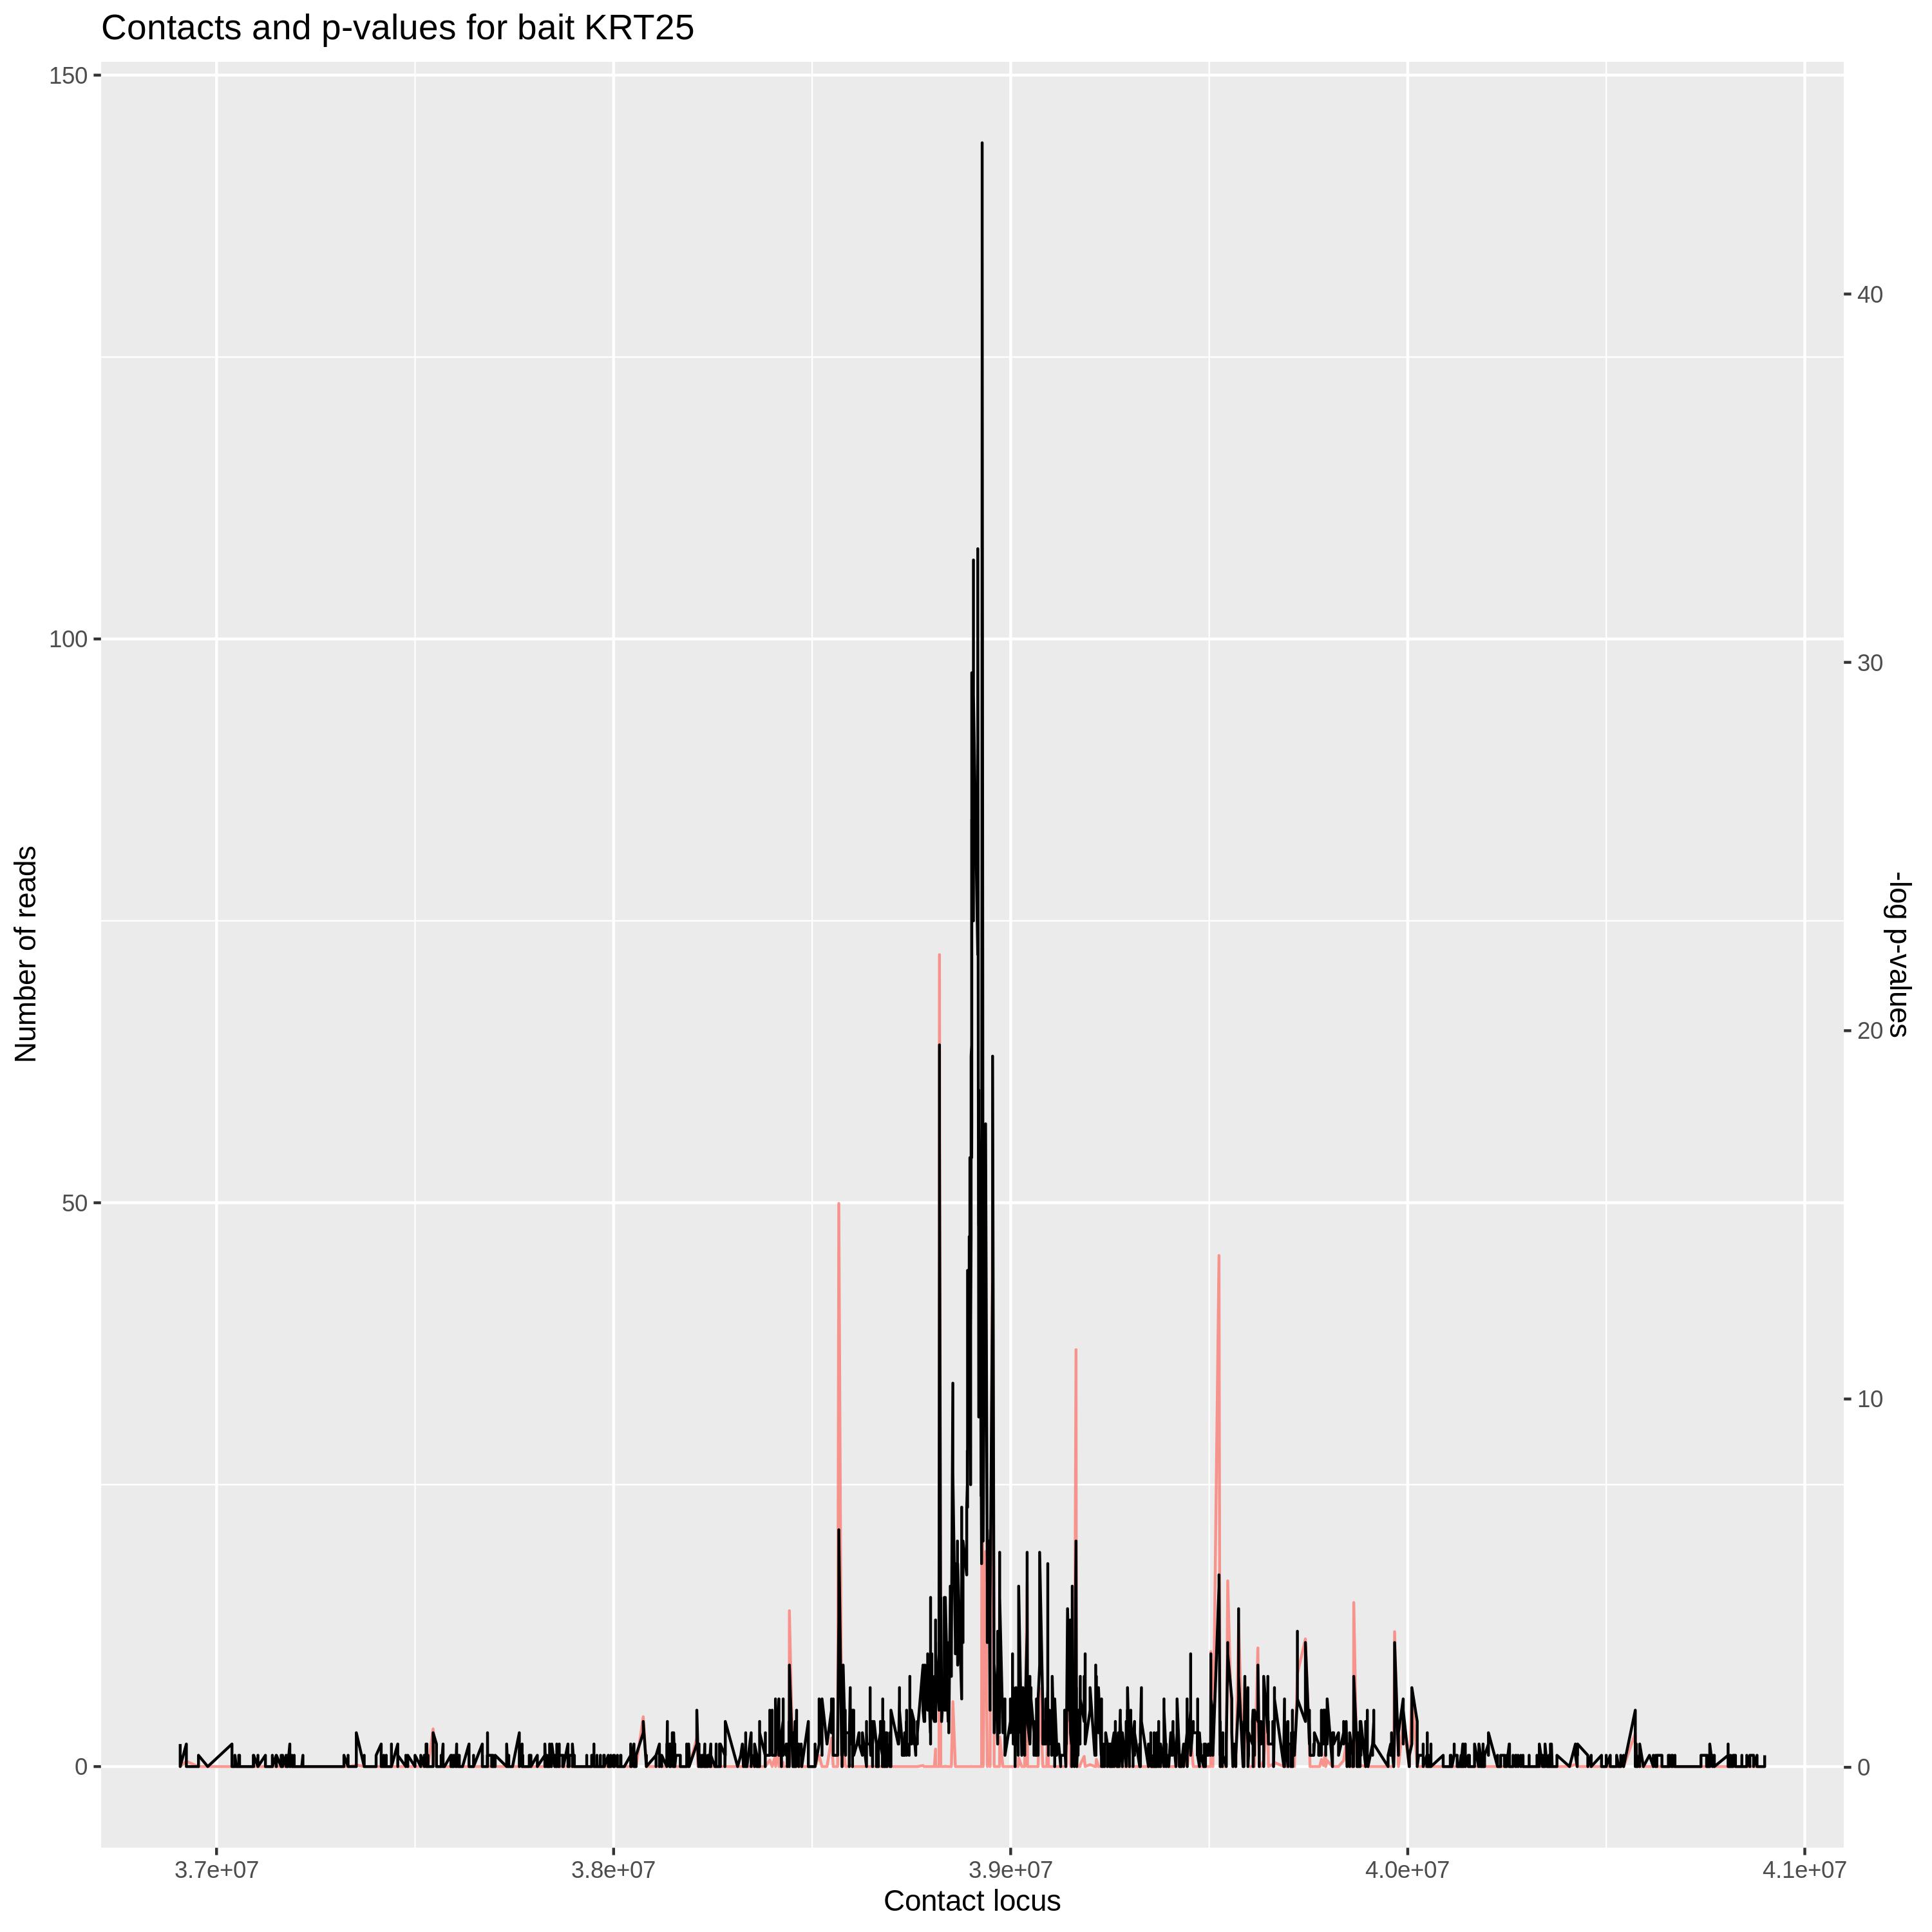 Contacts and p-values for bait KRT25
150
100
50
0
Number of reads
40
30
20
10
0
-log p-values
3.7e+07 3.8e+07 3.9e+07 4.0e+07 4.1e+07
Contact locus